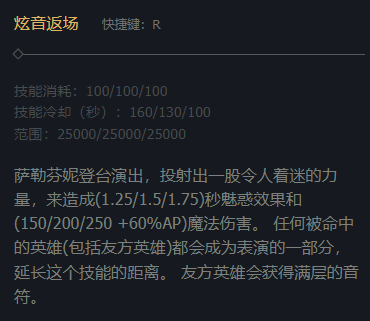 炫音返场 快捷键：R
技能消耗：100/100/100
技能冷却（秒）：160/130/100
范围：25000/25000/25000
萨勒芬妮登台演出，投射出一股令人着迷的力
量，来造成(1.25/1.5/1.75)秒魅惑效果和
(150/200/250 +60%AP)魔法伤害。 任何被命中
的英雄(包括友方英雄)都会成为表演的一部分，
延长这个技能的距离。 友方英雄会获得满层的音
符。